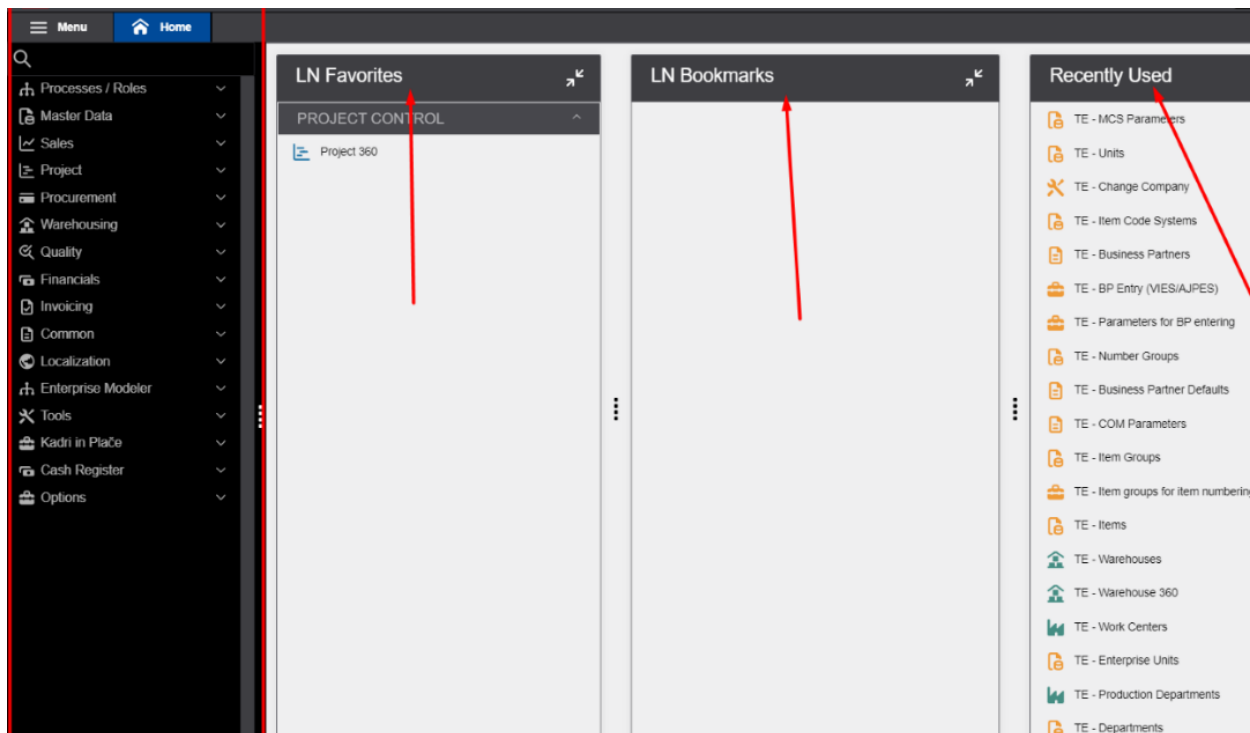 Menu
Home
Processes / Roles
Master Data
Sales
Project
Procurement
Warehousing
Quality
Financials
Invoicing
Common
Localization
Enterprise Modeler
Tools
Kadri in Plače
Cash Register
Options
LN Favorites
PROJECT CONTROL
Project 360
LN Bookmarks
Recently Used
TE - MCS Parameters
TE - Units
TE - Change Company
TE - Item Code Systems
TE - Business Partners
TE - BP Entry (VIES/AJPES)
TE - Parameters for BP entering
TE - Number Groups
TE - Business Partner Defaults
TE - COM Parameters
TE - Item Groups
TE - Item groups for item numbering
TE - Items
TE - Warehouses
TE - Warehouse 360
TE - Work Centers
TE - Enterprise Units
TE - Production Departments
TE - Departments